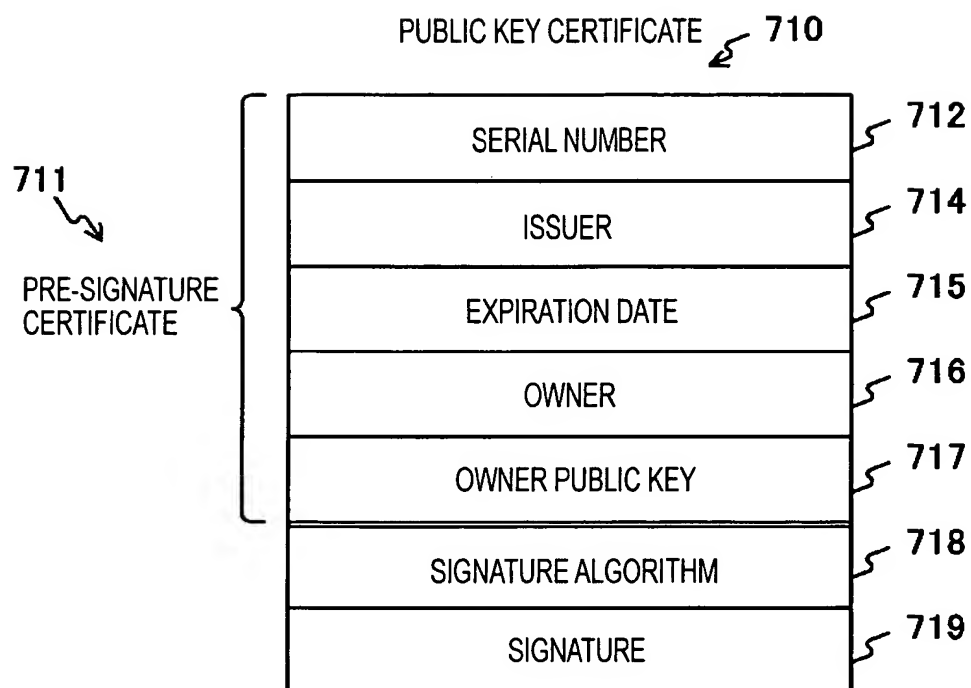 PUBLIC KEY CERTIFICATE 710
SERIAL NUMBER 712
711
ISSUER 714
PRE-SIGNATURE
CERTIFICATE
EXPIRATION DATE 715
OWNER 716
OWNER PUBLIC KEY 717
SIGNATURE ALGORITHM 718
SIGNATURE 719